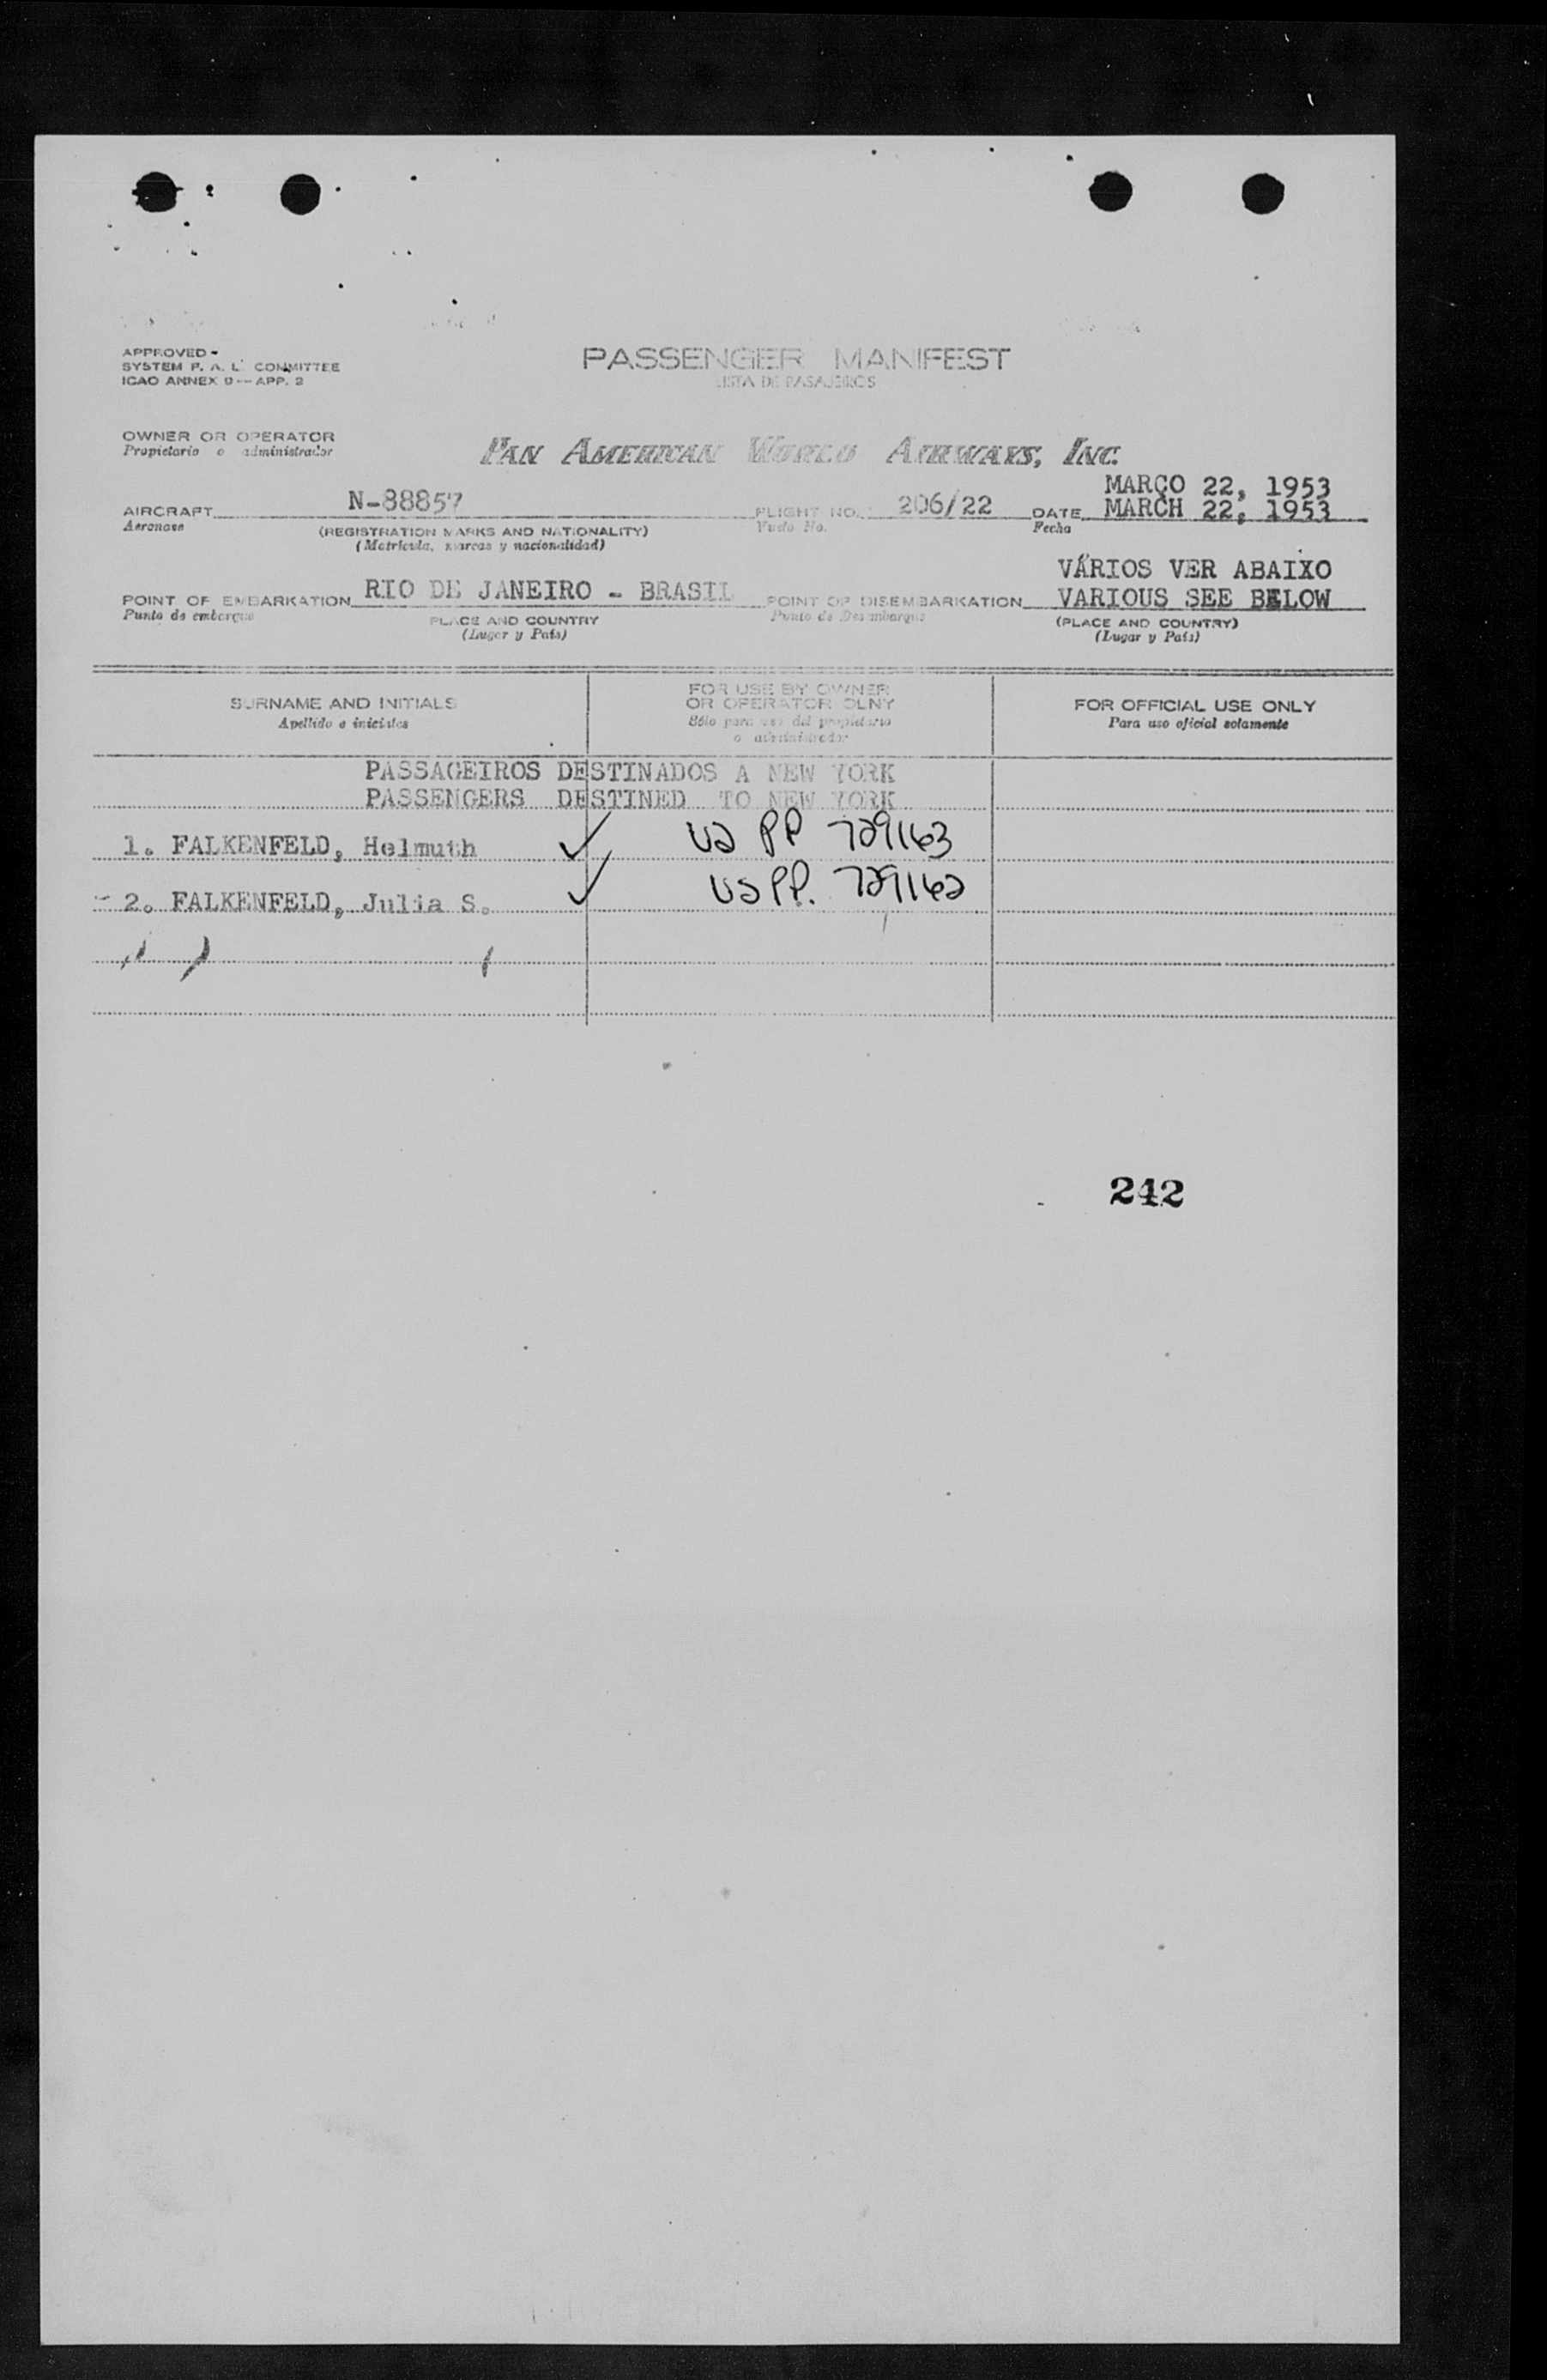 APPROVED -
SYSTEM P. A. L. COMMITTEE
ICAO ANNEX 9 -- APP. 2
PASSENGER MANIFEST
LISTA DE PASAJEROS
OWNER OR OPERATOR
Propietario o administrador
PAN AMERICAN WORLD AIRWAYS, INC.
MARÇO 22, 1953
AIRCRAFT N-88857 FLIGHT NO. 206/22 DATE MARCH 22, 1953
Aeronave (REGISTRATION MARKS AND NATIONALITY) Vuelo No. Fecha
(Matrícula, marcas y nacionalidad)
VÁRIOS VER ABAIXO
POINT OF EMBARKATION RIO DE JANEIRO - BRASIL POINT OF DISEMBARKATION VARIOUS SEE BELOW
Punto de embarque PLACE AND COUNTRY Punto de Desembarque (PLACE AND COUNTRY)
(Lugar y País) (Lugar y País)
SURNAME AND INITIALS
Apellido e iniciales
FOR USE BY OWNER
OR OPERATOR OLNY
Sólo para uso del propietario
o administrador
FOR OFFICIAL USE ONLY
Para uso oficial solamente
PASSAGEIROS DESTINADOS A NEW YORK
PASSENGERS DESTINED TO NEW YORK
1. FALKENFELD, Helmuth ✓ US PP 729163
- 2. FALKENFELD, Julia S. ✓ US PP. 729162
242